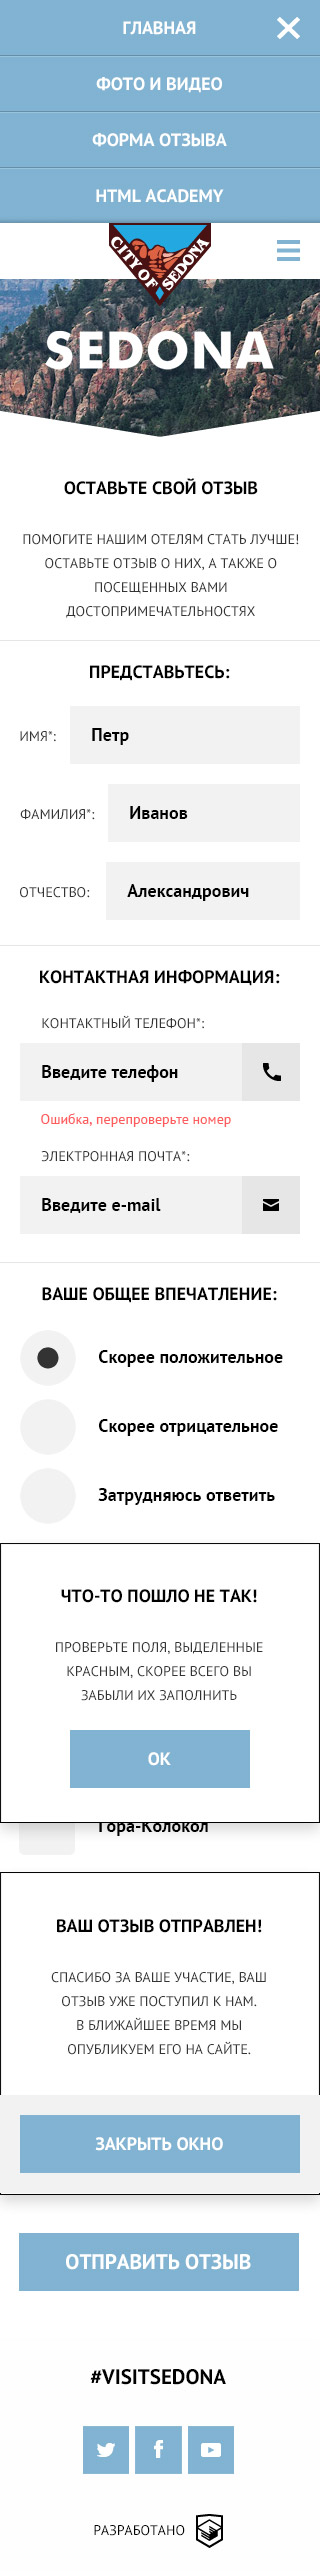 ГЛАВНАЯ
ФОТО И ВИДЕО
ФОРМА ОТЗЫВА
HTML ACADEMY
CITY OF SEDONA
SEDONA
ОСТАВЬТЕ СВОЙ ОТЗЫВ
ПОМОГИТЕ НАШИМ ОТЕЛЯМ СТАТЬ ЛУЧШЕ!
ОСТАВЬТЕ ОТЗЫВ О НИХ, А ТАКЖЕ О
ПОСЕЩЕННЫХ ВАМИ
ДОСТОПРИМЕЧАТЕЛЬНОСТЯХ
ПРЕДСТАВЬТЕСЬ:
ИМЯ*: Петр
ФАМИЛИЯ*: Иванов
ОТЧЕСТВО: Александрович
КОНТАКТНАЯ ИНФОРМАЦИЯ:
КОНТАКТНЫЙ ТЕЛЕФОН*:
Введите телефон
Ошибка, перепроверьте номер
ЭЛЕКТРОННАЯ ПОЧТА*:
Введите e-mail
ВАШЕ ОБЩЕЕ ВПЕЧАТЛЕНИЕ:
Скорее положительное
Скорее отрицательное
Затрудняюсь ответить
ЧТО-ТО ПОШЛО НЕ ТАК!
ПРОВЕРЬТЕ ПОЛЯ, ВЫДЕЛЕННЫЕ
КРАСНЫМ, СКОРЕЕ ВСЕГО ВЫ
ЗАБЫЛИ ИХ ЗАПОЛНИТЬ
ОК
Гора-Колокол
ВАШ ОТЗЫВ ОТПРАВЛЕН!
СПАСИБО ЗА ВАШЕ УЧАСТИЕ, ВАШ
ОТЗЫВ УЖЕ ПОСТУПИЛ К НАМ.
В БЛИЖАЙШЕЕ ВРЕМЯ МЫ
ОПУБЛИКУЕМ ЕГО НА САЙТЕ.
ЗАКРЫТЬ ОКНО
ОТПРАВИТЬ ОТЗЫВ
#VISITSEDONA
РАЗРАБОТАНО